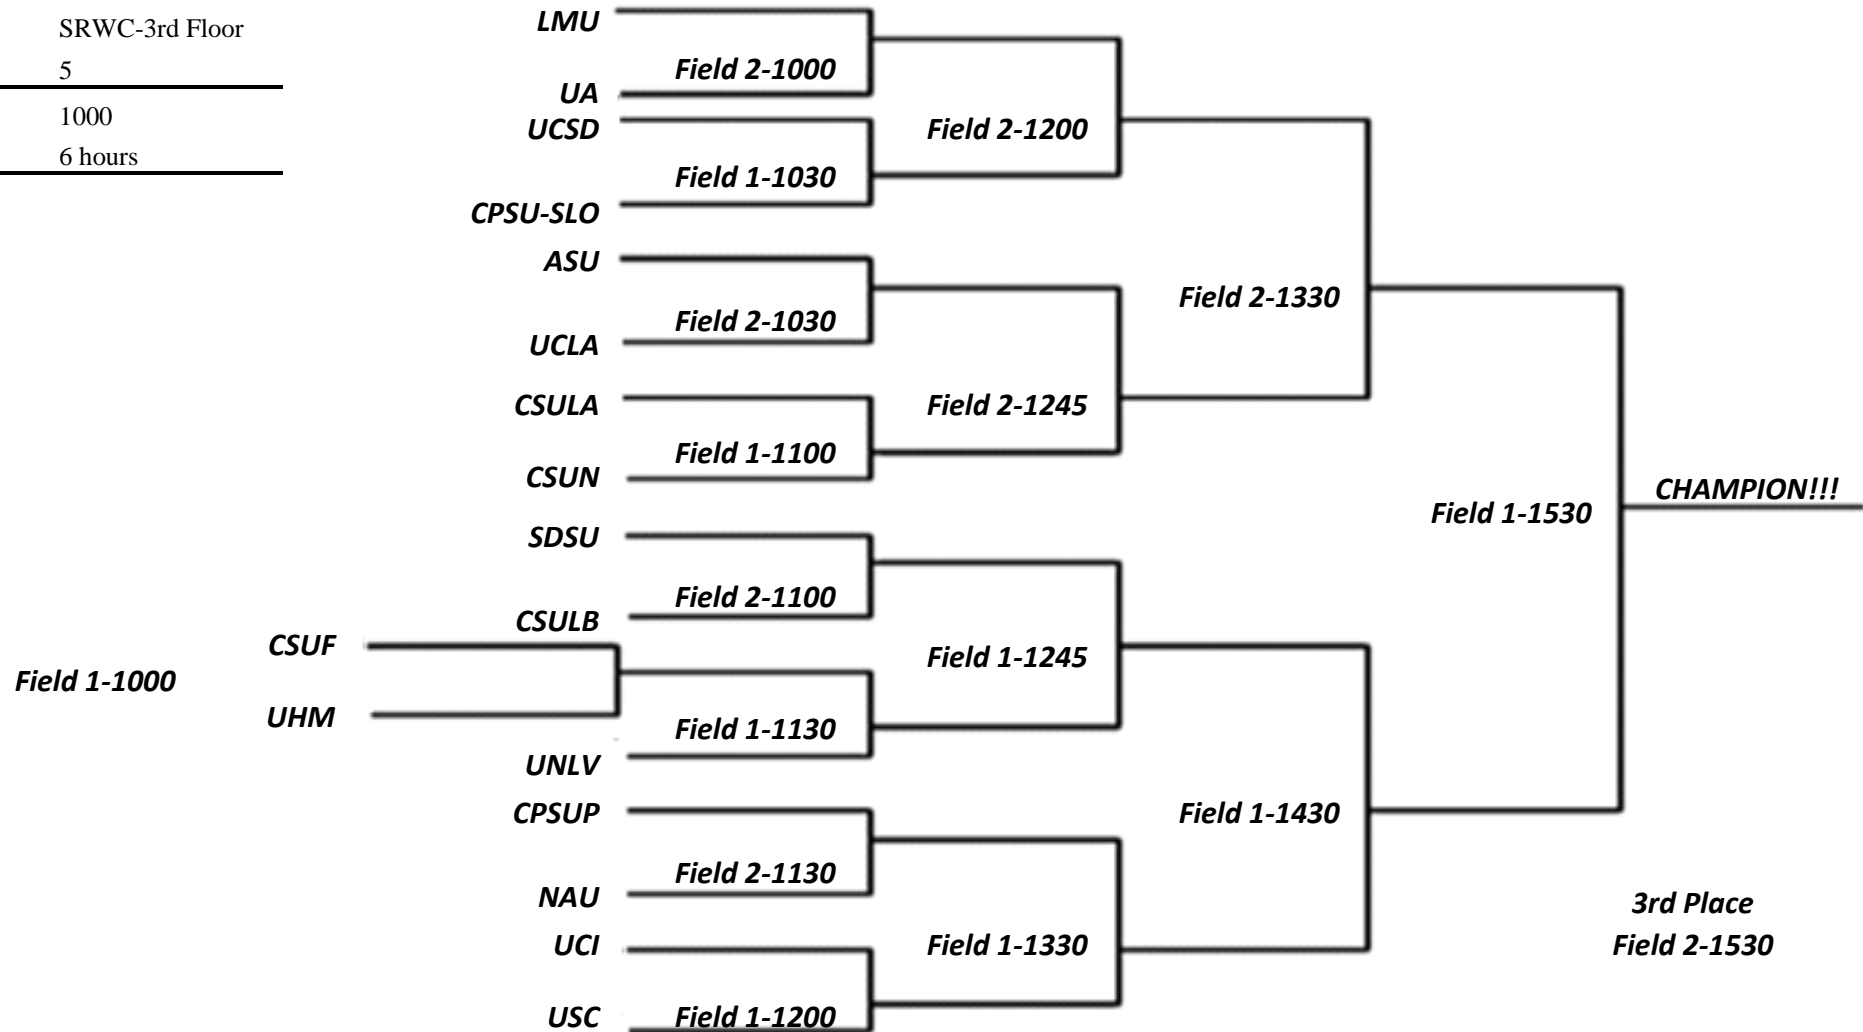 SRWC-3rd Floor
5
1000
6 hours
LMU
Field 2-1000
UA
UCSD
Field 2-1200
Field 1-1030
CPSU-SLO
ASU
Field 2-1330
Field 2-1030
UCLA
CSULA
Field 2-1245
Field 1-1100
CSUN
CHAMPION!!!
Field 1-1530
SDSU
Field 2-1100
CSULB
CSUF
Field 1-1245
Field 1-1000
UHM
Field 1-1130
UNLV
CPSUP
Field 1-1430
Field 2-1130
NAU
3rd Place
Field 2-1530
UCI
Field 1-1330
USC
Field 1-1200